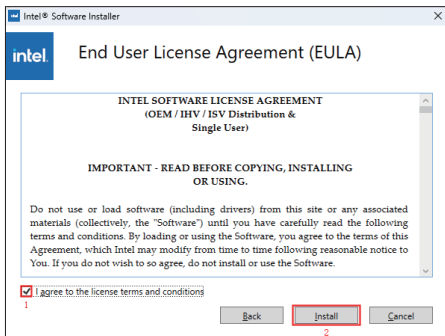 intel Intel® Software Installer
intel.
End User License Agreement (EULA)
INTEL SOFTWARE LICENSE AGREEMENT
(OEM / IHV / ISV Distribution &
Single User)
IMPORTANT - READ BEFORE COPYING, INSTALLING
OR USING.
Do not use or load software (including drivers) from this site or any associated
materials (collectively, the "Software") until you have carefully read the following
terms and conditions. By loading or using the Software, you agree to the terms of this
Agreement, which Intel may modify from time to time following reasonable notice to
You. If you do not wish to so agree, do not install or use the Software.
I agree to the license terms and conditions
1
Back Install Cancel
2